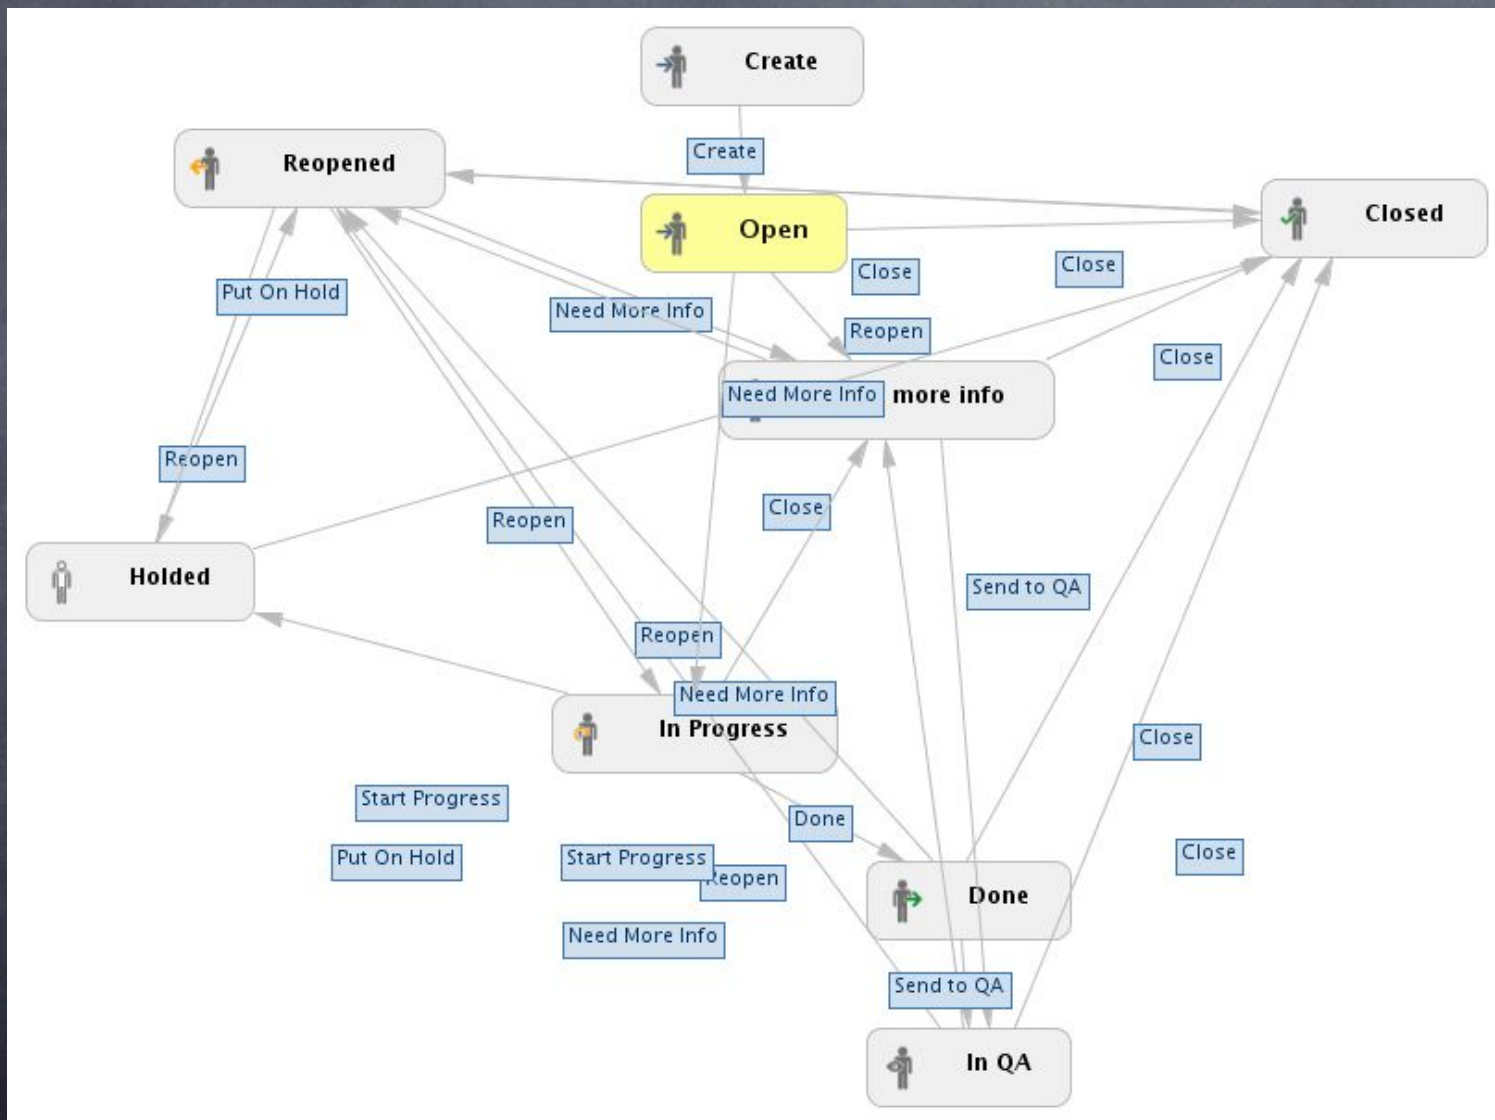 Create
Create
Reopened
Closed
Open
Close
Close
Put On Hold
Need More Info
Reopen
Close
Need More Info
more info
Reopen
Close
Reopen
Holded
Send to QA
Reopen
Need More Info
In Progress
Close
Start Progress
Done
Put On Hold
Start Progress
Reopen
Close
Done
Need More Info
Send to QA
In QA